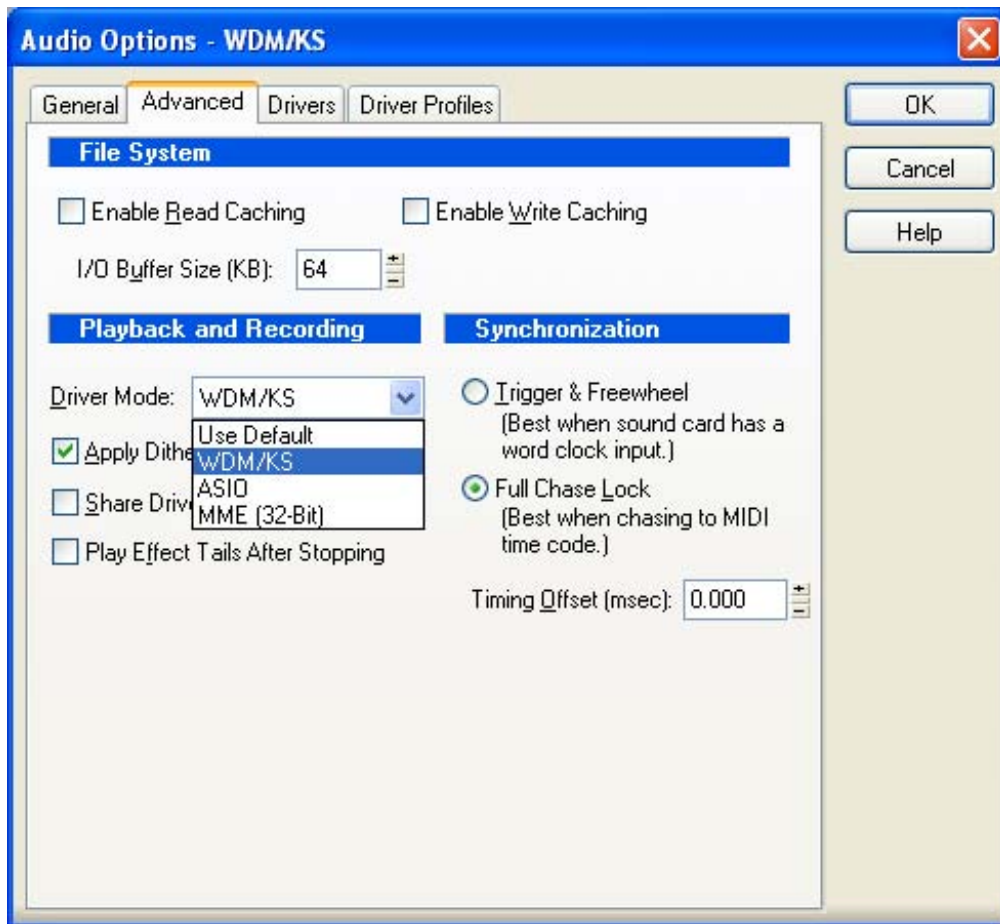 Audio Options - WDM/KS
General Advanced Drivers Driver Profiles
OK
Cancel
Help
File System
Enable Read Caching Enable Write Caching
I/O Buffer Size (KB): 64
Playback and Recording
Driver Mode: WDM/KS
Use Default
WDM/KS
ASIO
MME (32-Bit)
Apply
Share
Play Effect Tails After Stopping
Synchronization
Trigger & Freewheel
(Best when sound card has a
word clock input.)
Full Chase Lock
(Best when chasing to MIDI
time code.)
Timing Offset (msec): 0.000